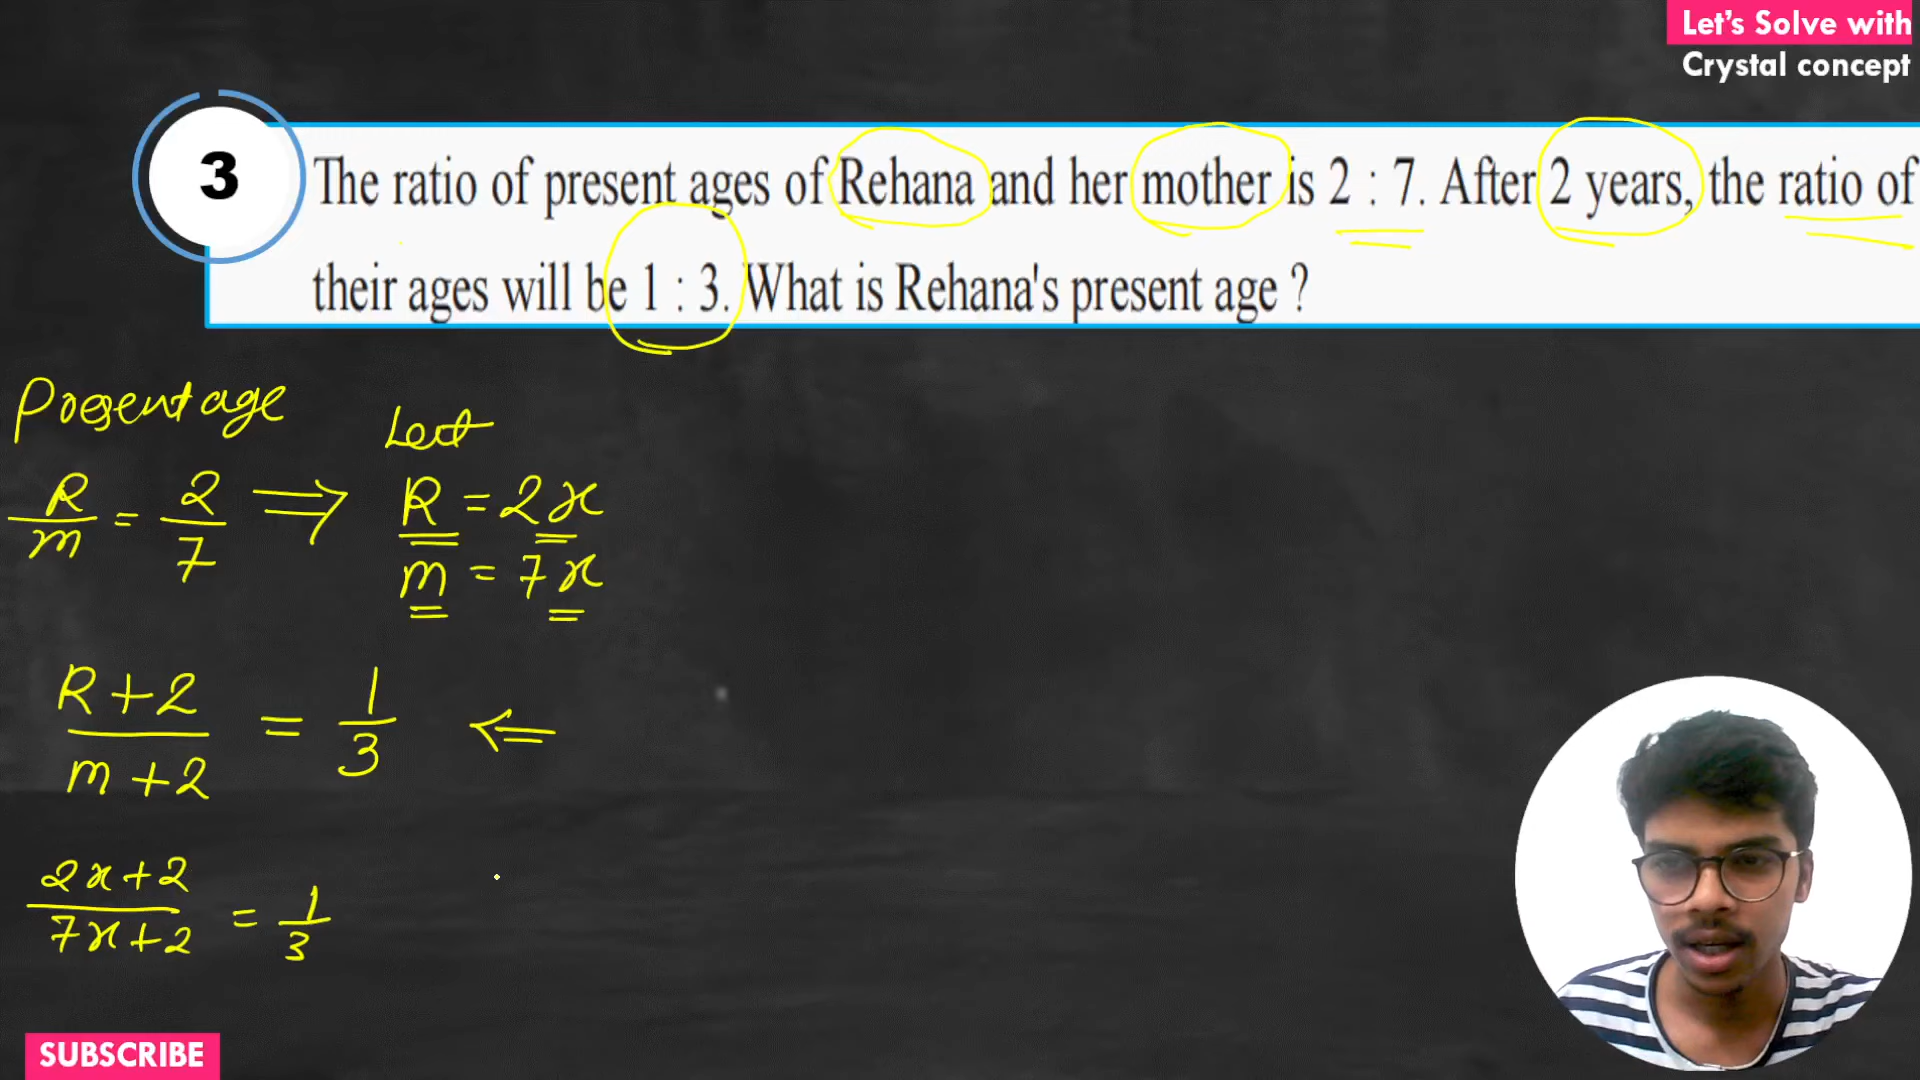 Let's Solve with
Crystal concept
3
The ratio of present ages of Rehana and her mother is 2 : 7. After 2 years, the ratio of
their ages will be 1 : 3. What is Rehana's present age ?
Present age
Let
R/m = 2/7 ⇒ R = 2x
m = 7x
R+2/m+2 = 1/3 ⇐
2x+2/7x+2 = 1/3
SUBSCRIBE